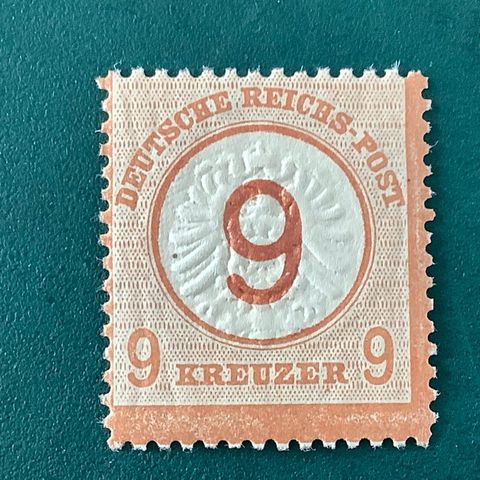 DEUTSCHE REICHS-POST
9
9 KREUZER 9